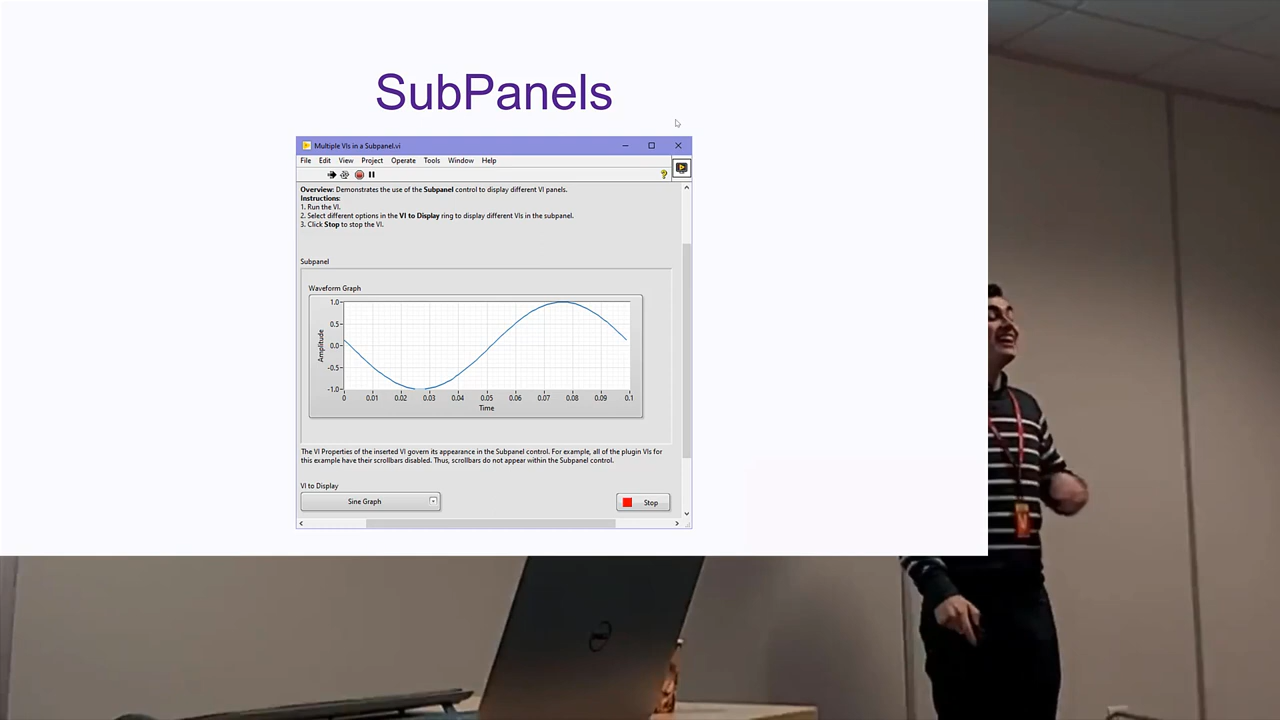 SubPanels
Multiple VIs in a Subpanel.vi
File Edit View Project Operate Tools Window Help
Overview: Demonstrates the use of the Subpanel control to display different VI panels.
Instructions:
1. Run the VI.
2. Select different options in the VI to Display ring to display different VIs in the subpanel.
3. Click Stop to stop the VI.
Subpanel
Waveform Graph
1.0
0.5
0.0
-0.5
-1.0
Amplitude
0 0.01 0.02 0.03 0.04 0.05 0.06 0.07 0.08 0.09 0.1
Time
The VI Properties of the inserted VI govern its appearance in the Subpanel control. For example, all of the plugin VIs for
this example have their scrollbars disabled. Thus, scrollbars do not appear within the Subpanel control.
VI to Display
Sine Graph
Stop
DELL